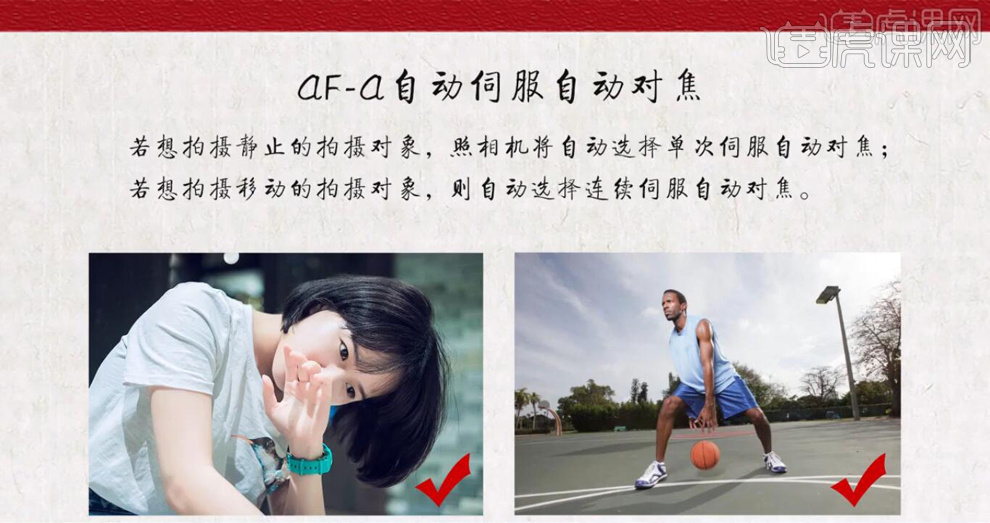 虎课网
AF-A自动伺服自动对焦
若想拍摄静止的拍摄对象，照相机将自动选择单次伺服自动对焦；
若想拍摄移动的拍摄对象，则自动选择连续伺服自动对焦。